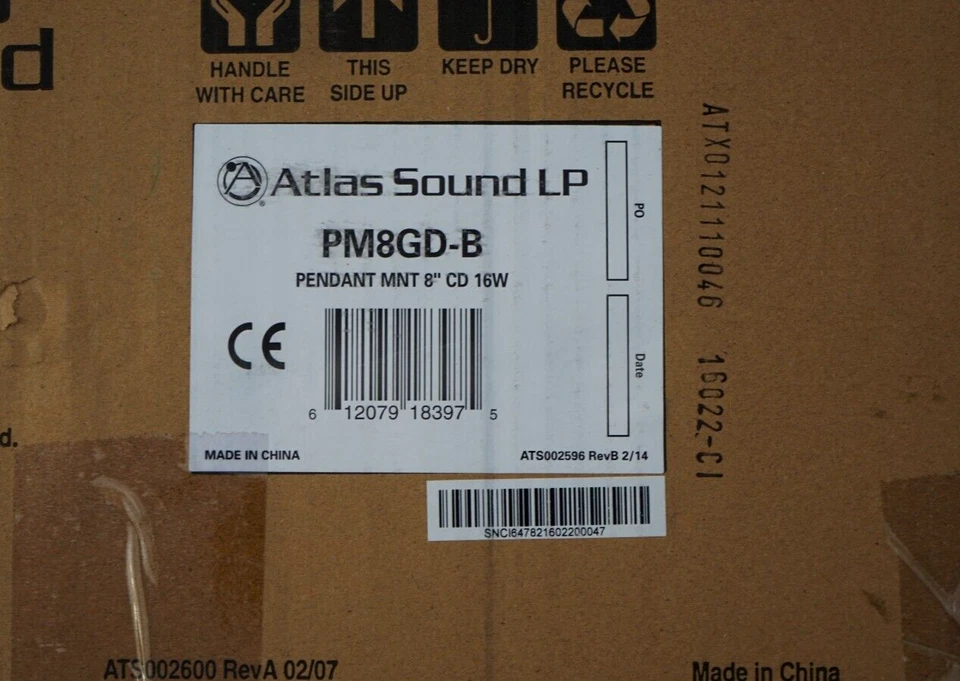 d
HANDLE
WITH CARE
THIS
SIDE UP
KEEP DRY
PLEASE
RECYCLE
Atlas Sound LP
PM8GD-B
PENDANT MNT 8" CD 16W
CE
6 12079 18397 5
MADE IN CHINA
ATS002596 RevB 2/14
PO
Date
ATX0121110046 16022-CI
SNCI647821602200047
d.
ATS002600 RevA 02/07
Made in China